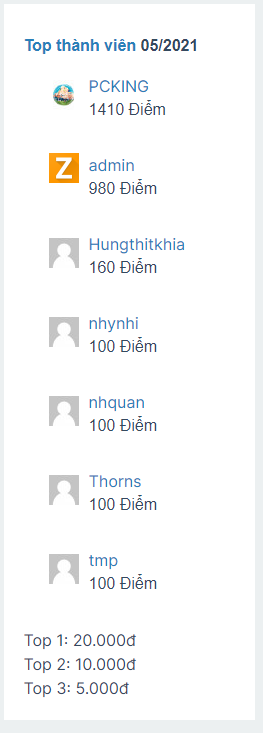 Top thành viên 05/2021
PCKING
1410 Điểm
Z
admin
980 Điểm
Hungthitkhia
160 Điểm
nhynhi
100 Điểm
nhquan
100 Điểm
Thorns
100 Điểm
tmp
100 Điểm
Top 1: 20.000đ
Top 2: 10.000đ
Top 3: 5.000đ